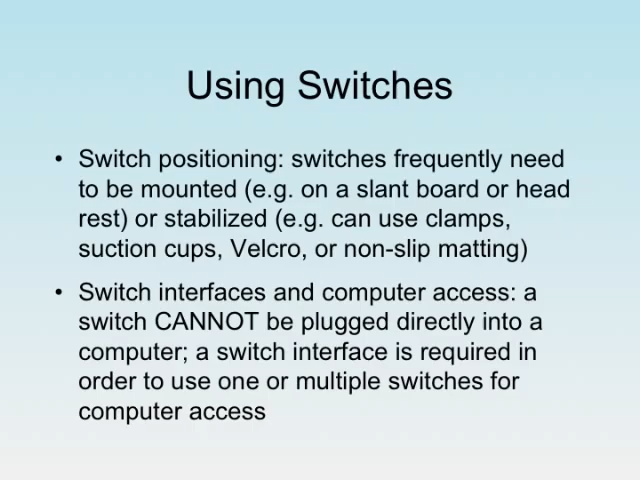 Using Switches
• Switch positioning: switches frequently need
to be mounted (e.g. on a slant board or head
rest) or stabilized (e.g. can use clamps,
suction cups, Velcro, or non-slip matting)
• Switch interfaces and computer access: a
switch CANNOT be plugged directly into a
computer; a switch interface is required in
order to use one or multiple switches for
computer access